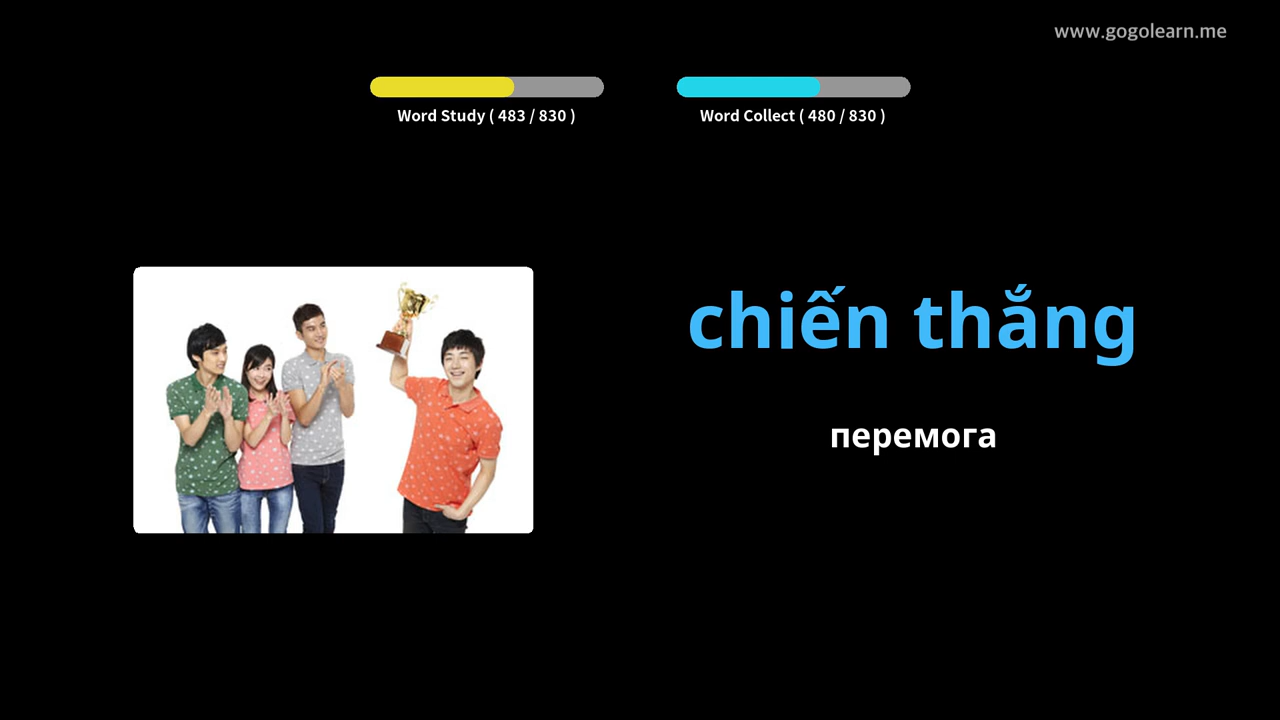 www.gogolearn.me
Word Study ( 483 / 830 )
Word Collect ( 480 / 830 )
chiến thắng
перемога